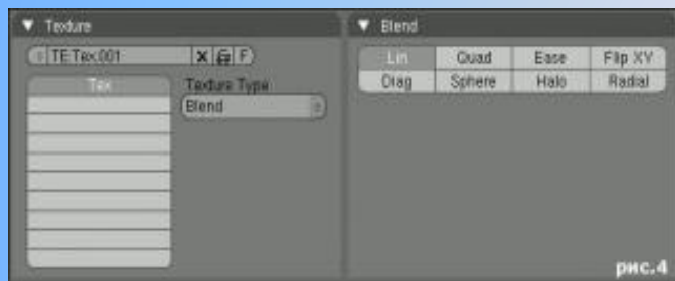 Texture
TE:Tex.001 X F
Tex
Texture Type
Blend
Blend
Lin Quad Ease Flip XY
Diag Sphere Halo Radial
рис.4